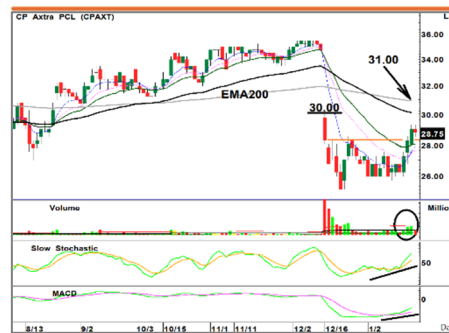 CP Axtra PCL (CPAXT)
36.00
34.00
31.00
32.00
EMA200
30.00
30.00
28.75
28.00
26.00
Volume
Slow Stochastic
50
MACD
0
8/13 9/2 10/3 10/15 11/1 11/11 12/2 12/16 1/2